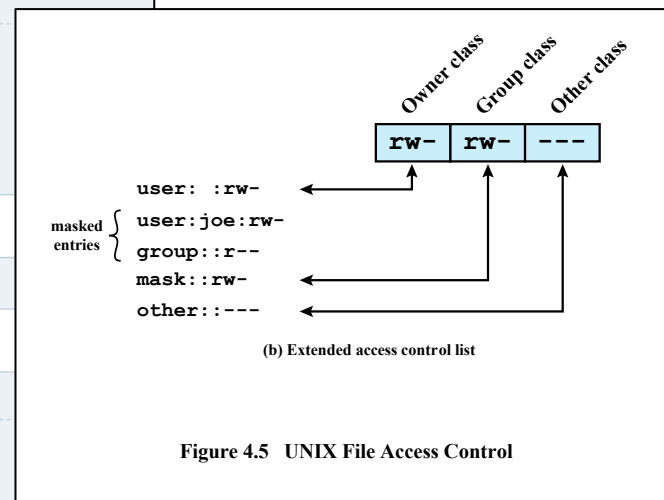 Owner class
Group class
Other class
rw- rw- ---
user: :rw-
masked entries
user:joe:rw-
group::r--
mask::rw-
other::---
(b) Extended access control list
Figure 4.5 UNIX File Access Control